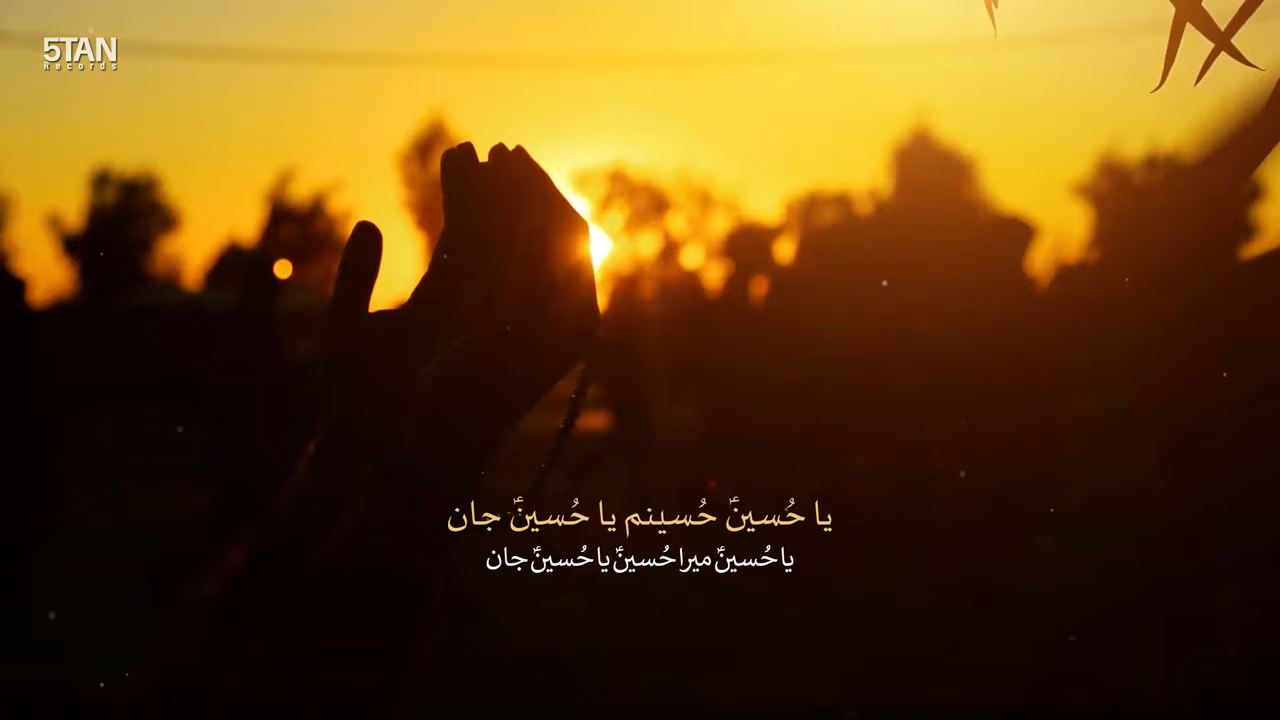 5TAN
Records
یا حُسینؑ حُسینم یا حُسینؑ جان
یا حُسینؑ میرا حُسینؑ یا حُسینؑ جان